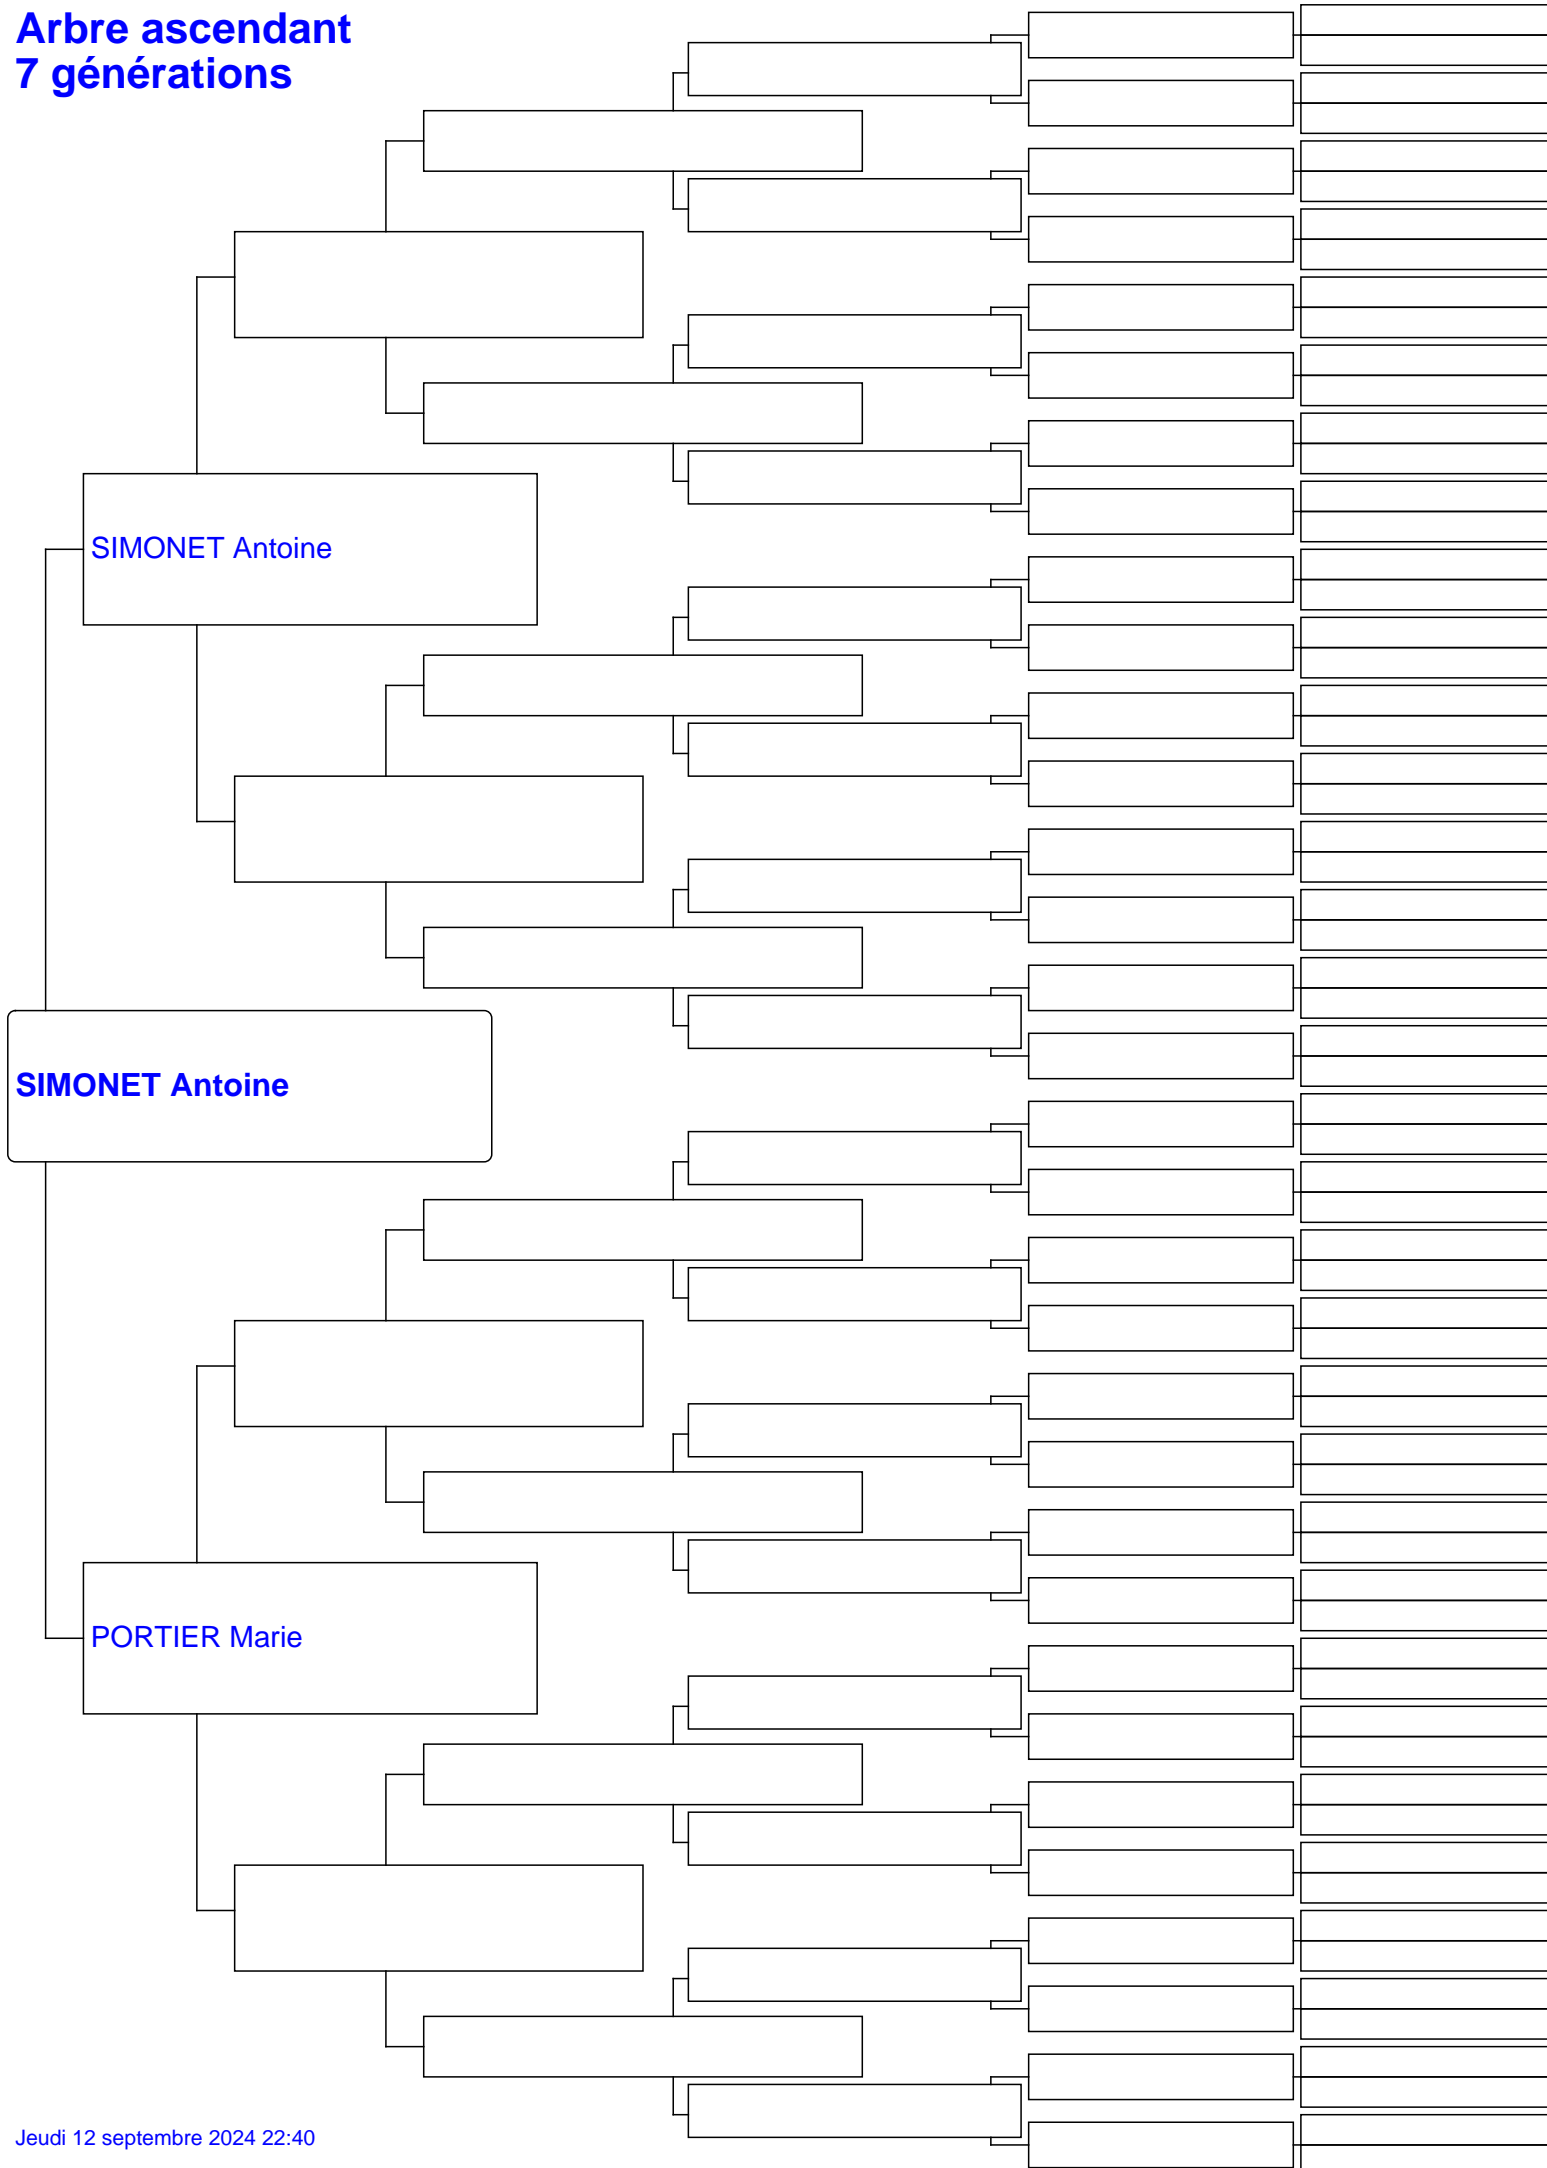 Arbre ascendant
7 générations
SIMONET Antoine
SIMONET Antoine
PORTIER Marie
Jeudi 12 septembre 2024 22:40